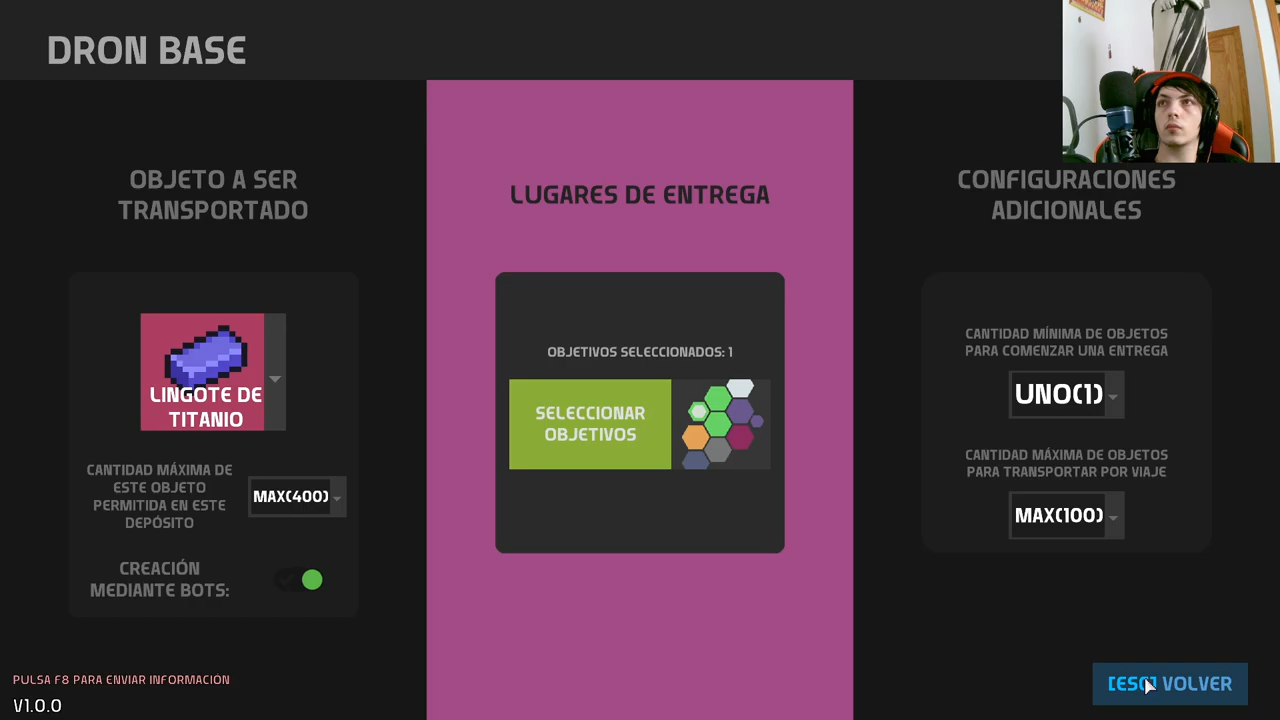 DRON BASE
OBJETO A SER
TRANSPORTADO
LINGOTE DE
TITANIO
CANTIDAD MÁXIMA DE
ESTE OBJETO
PERMITIDA EN ESTE
DEPÓSITO
MAX(400)
CREACIÓN
MEDIANTE BOTS:
LUGARES DE ENTREGA
OBJETIVOS SELECCIONADOS: 1
SELECCIONAR
OBJETIVOS
CONFIGURACIONES
ADICIONALES
CANTIDAD MÍNIMA DE OBJETOS
PARA COMENZAR UNA ENTREGA
UNO(1)
CANTIDAD MÁXIMA DE OBJETOS
PARA TRANSPORTAR POR VIAJE
MAX(100)
PULSA F8 PARA ENVIAR INFORMACIÓN
V1.0.0
[ESC] VOLVER